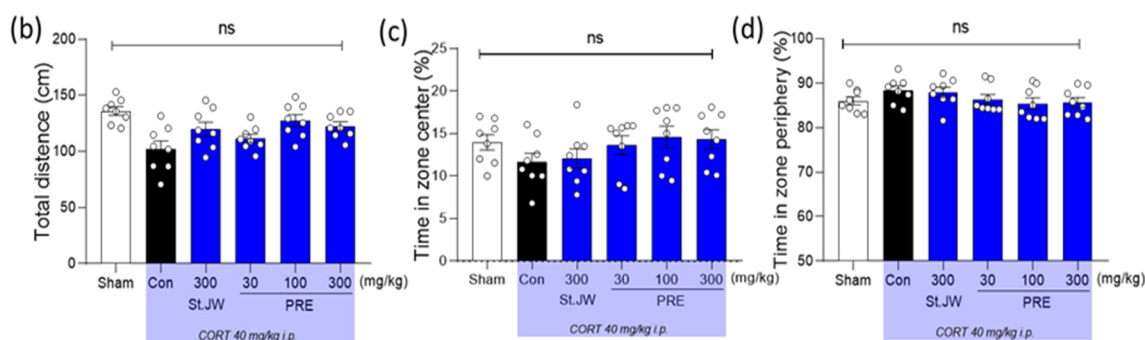 (b)
ns
Total distence (cm)
200
150
100
50
0
Sham
Con
300
30
100
300
(mg/kg)
St.JW
PRE
CORT 40 mg/kg i.p.
(c)
ns
Time in zone center (%)
25
20
15
10
5
0
Sham
Con
300
30
100
300
(mg/kg)
St.JW
PRE
CORT 40 mg/kg i.p.
(d)
ns
Time in zone periphery (%)
100
90
80
70
60
50
Sham
Con
300
30
100
300
(mg/kg)
St.JW
PRE
CORT 40 mg/kg i.p.